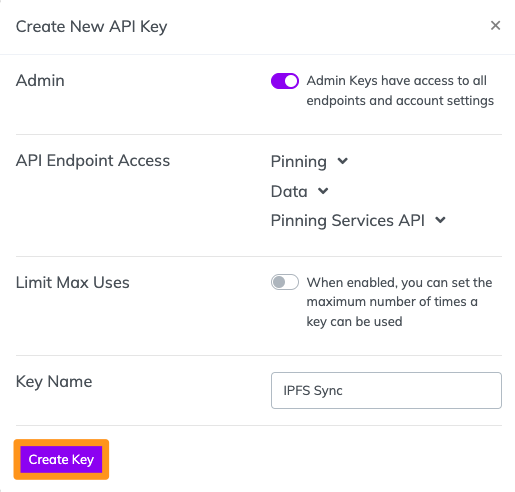 Create New API Key
×
Admin
Admin Keys have access to all
endpoints and account settings
API Endpoint Access
Pinning
Data
Pinning Services API
Limit Max Uses
When enabled, you can set the
maximum number of times a
key can be used
Key Name
IPFS Sync
Create Key